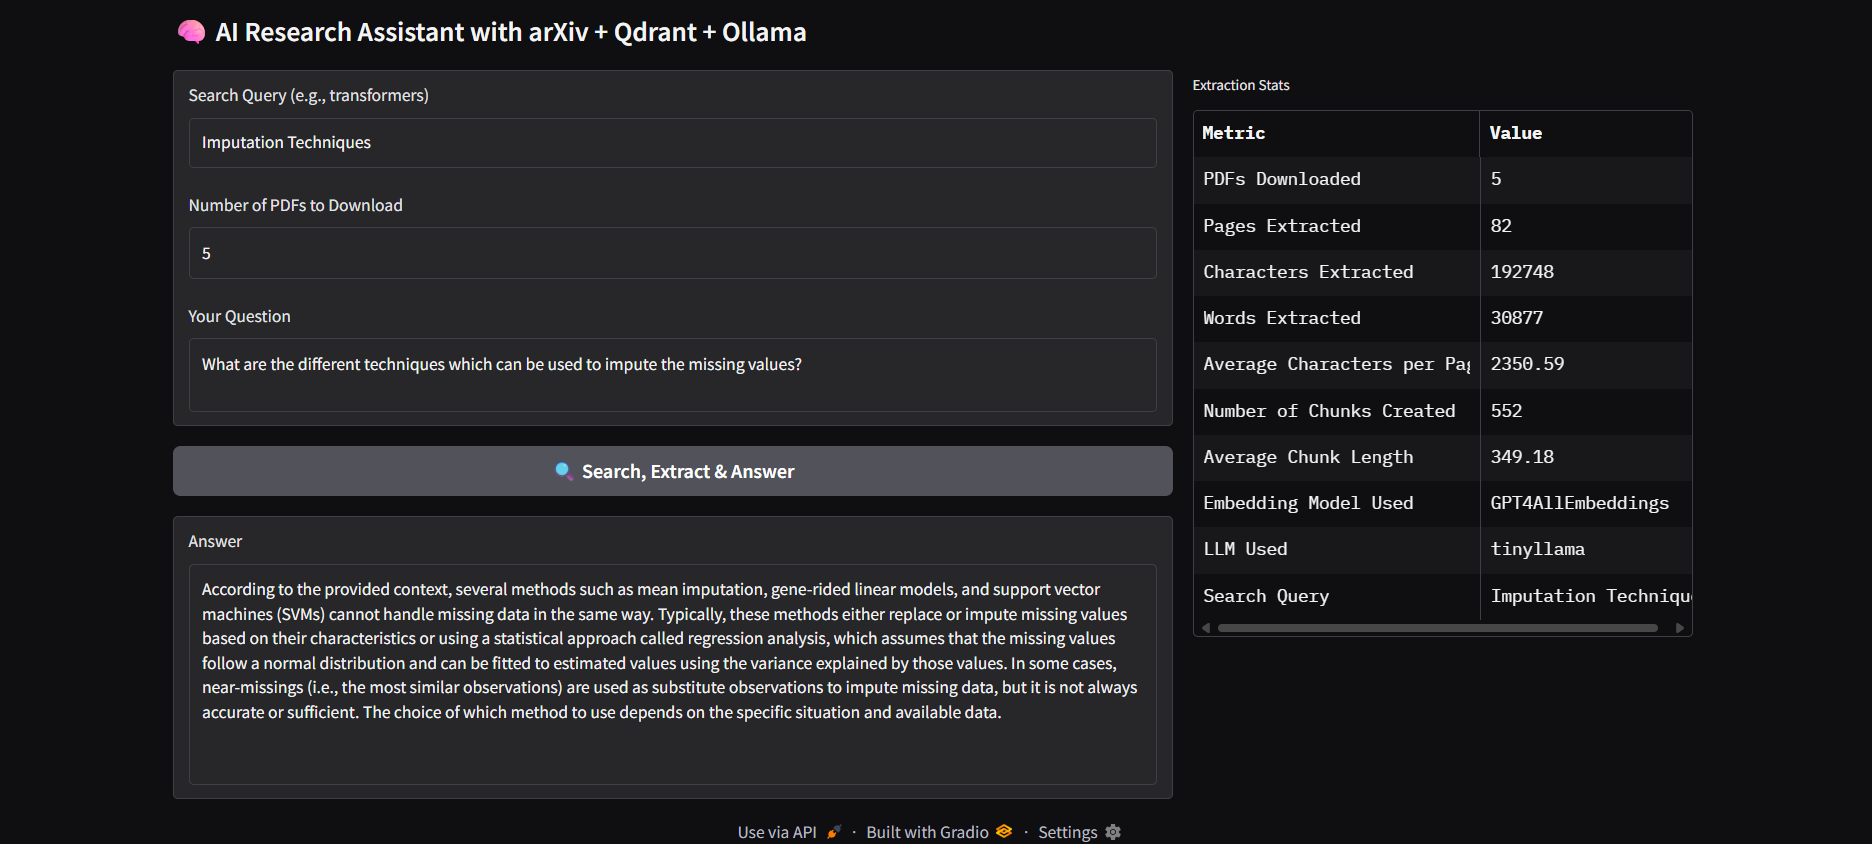 🧠 AI Research Assistant with arXiv + Qdrant + Ollama
Search Query (e.g., transformers)
Imputation Techniques
Number of PDFs to Download
5
Your Question
What are the different techniques which can be used to impute the missing values?
🔍 Search, Extract & Answer
Answer
According to the provided context, several methods such as mean imputation, gene-rided linear models, and support vector
machines (SVMs) cannot handle missing data in the same way. Typically, these methods either replace or impute missing values
based on their characteristics or using a statistical approach called regression analysis, which assumes that the missing values
follow a normal distribution and can be fitted to estimated values using the variance explained by those values. In some cases,
near-missings (i.e., the most similar observations) are used as substitute observations to impute missing data, but it is not always
accurate or sufficient. The choice of which method to use depends on the specific situation and available data.
Extraction Stats
Metric Value
PDFs Downloaded 5
Pages Extracted 82
Characters Extracted 192748
Words Extracted 30877
Average Characters per Pag 2350.59
Number of Chunks Created 552
Average Chunk Length 349.18
Embedding Model Used GPT4AllEmbeddings
LLM Used tinyllama
Search Query Imputation Techniqu
Use via API · Built with Gradio · Settings